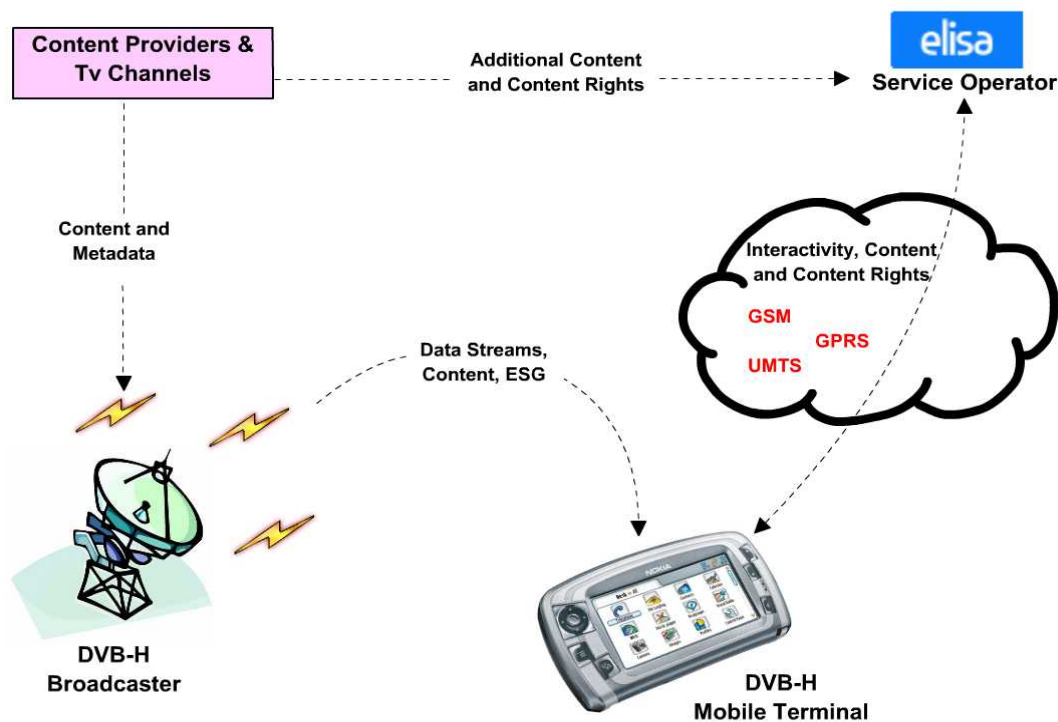 Content Providers &
Tv Channels
Additional Content
and Content Rights
elisa
Service Operator
Content and
Metadata
Interactivity, Content
and Content Rights
GSM
GPRS
UMTS
Data Streams,
Content, ESG
NOKIA
DVB-H
Broadcaster
DVB-H
Mobile Terminal